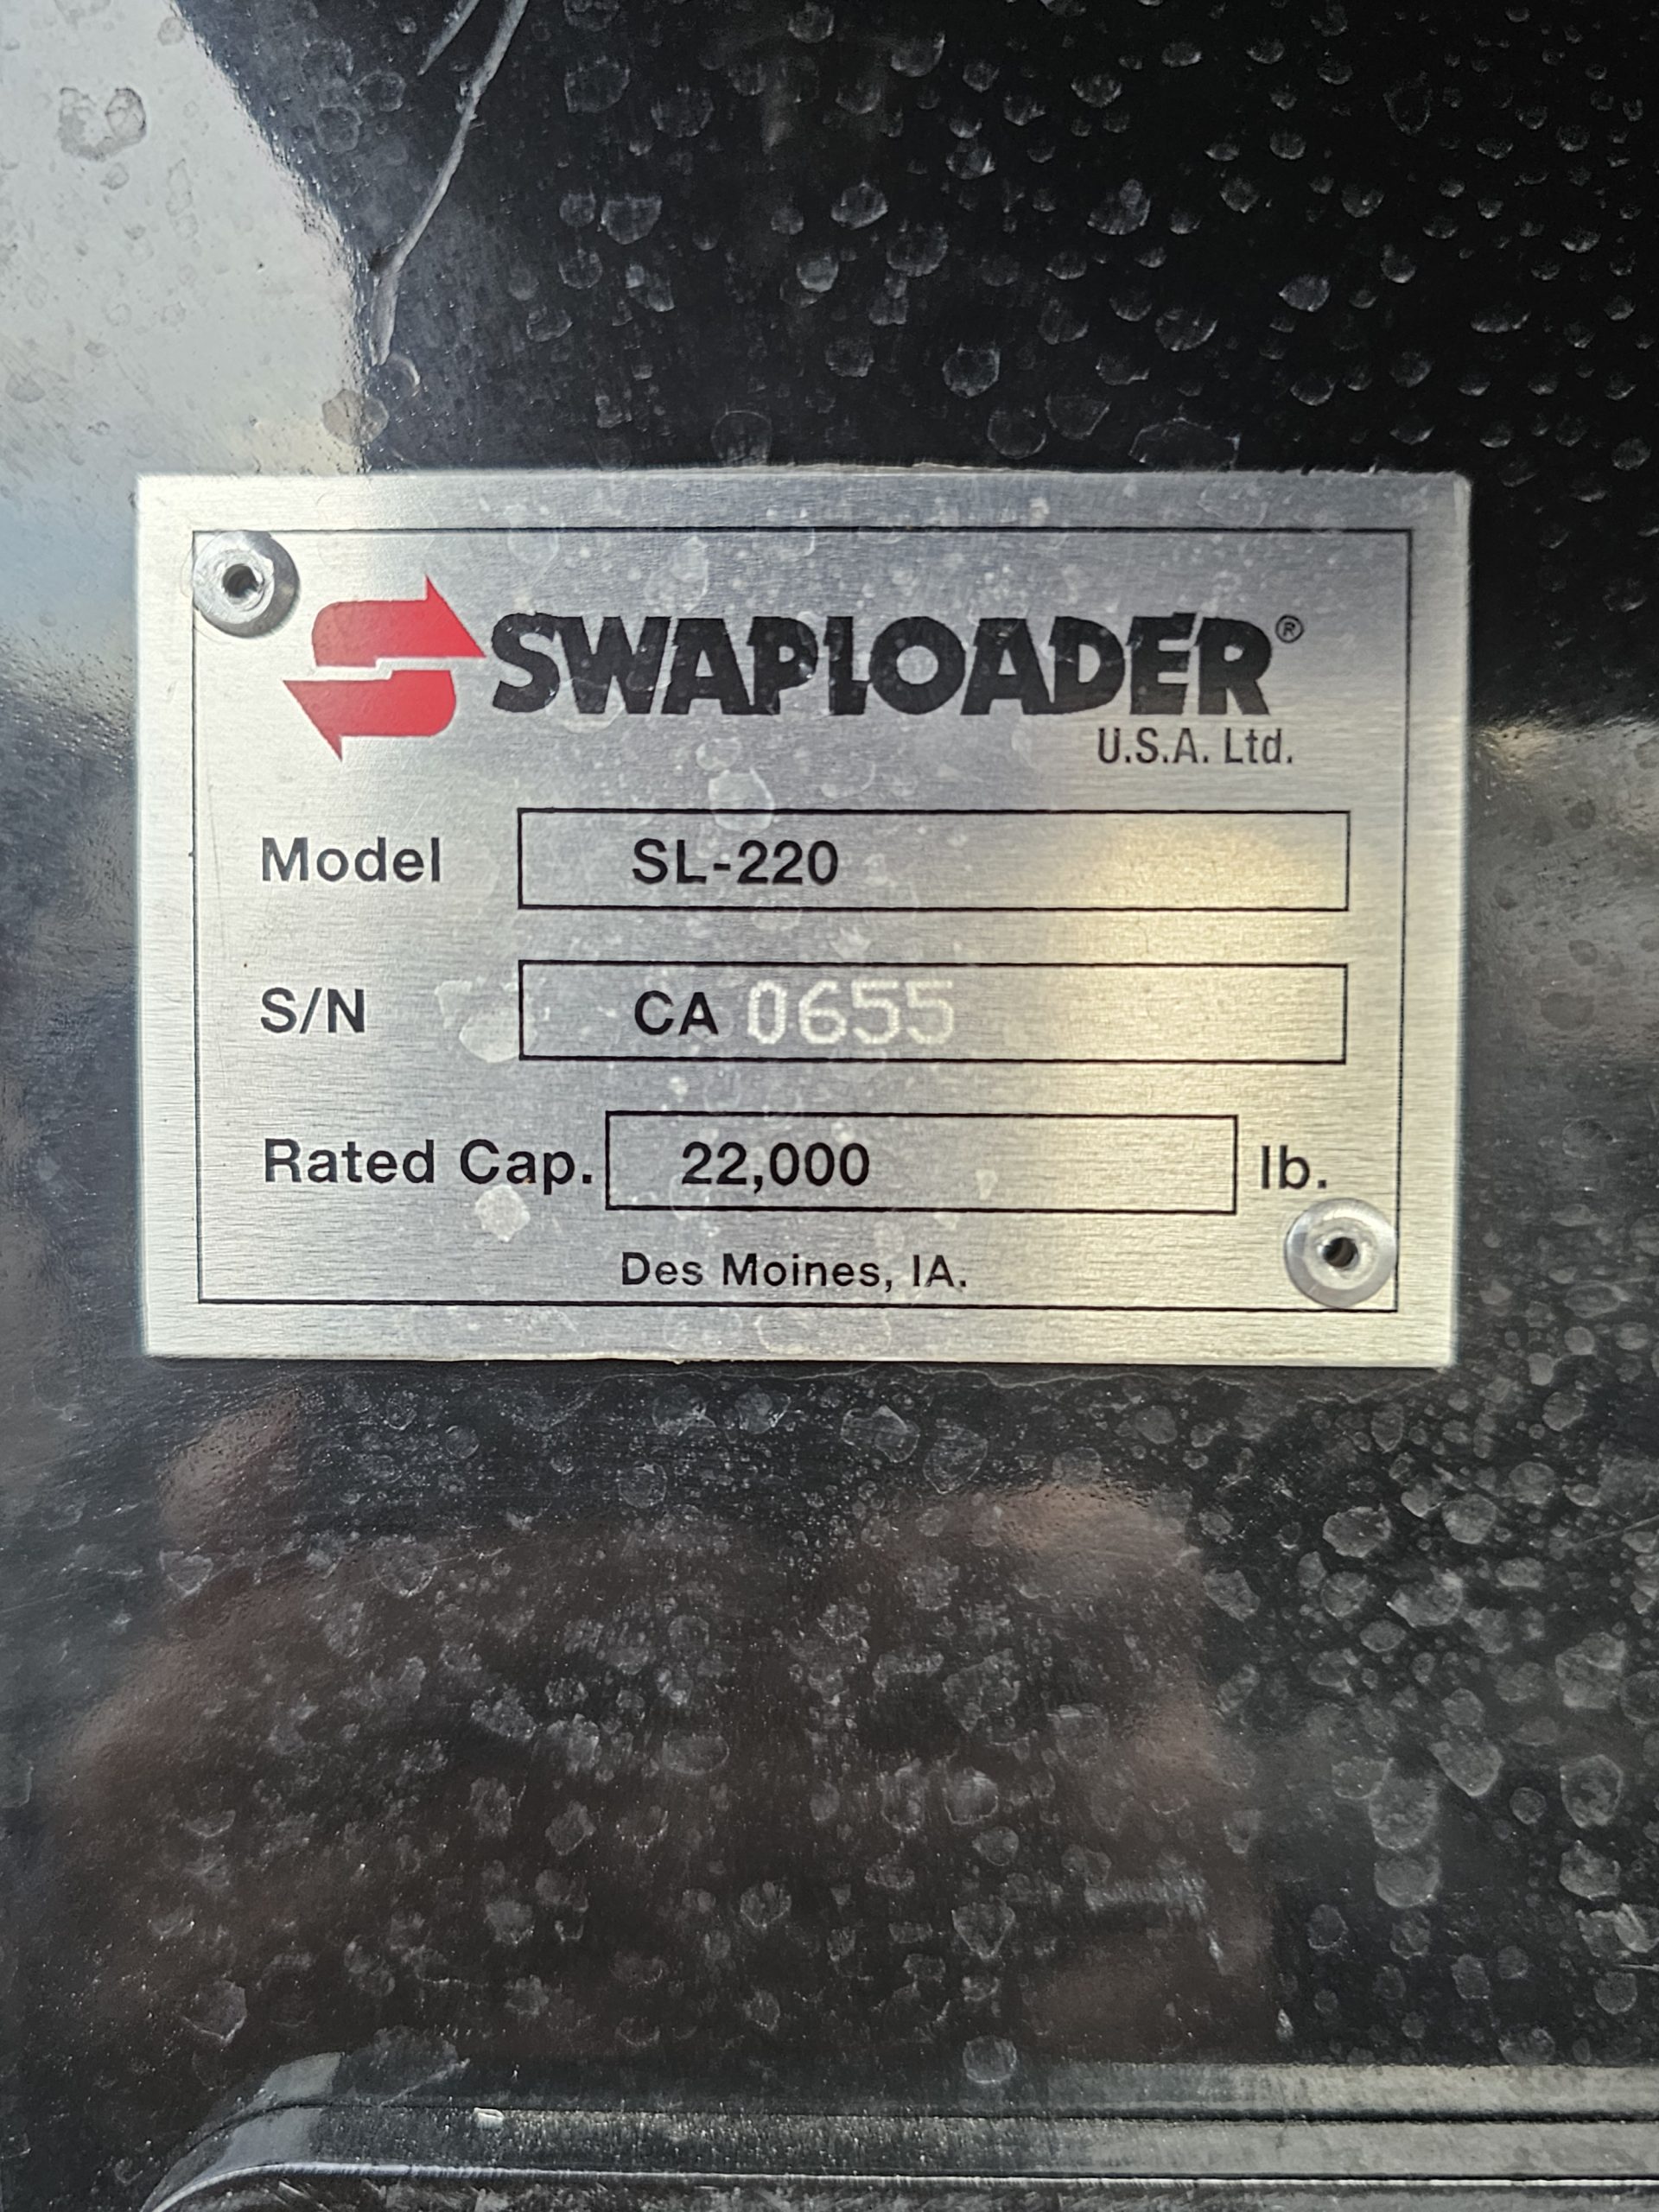 SWAPLOADER®
U.S.A. Ltd.
Model SL-220
S/N CA 0655
Rated Cap. 22,000 lb.
Des Moines, IA.